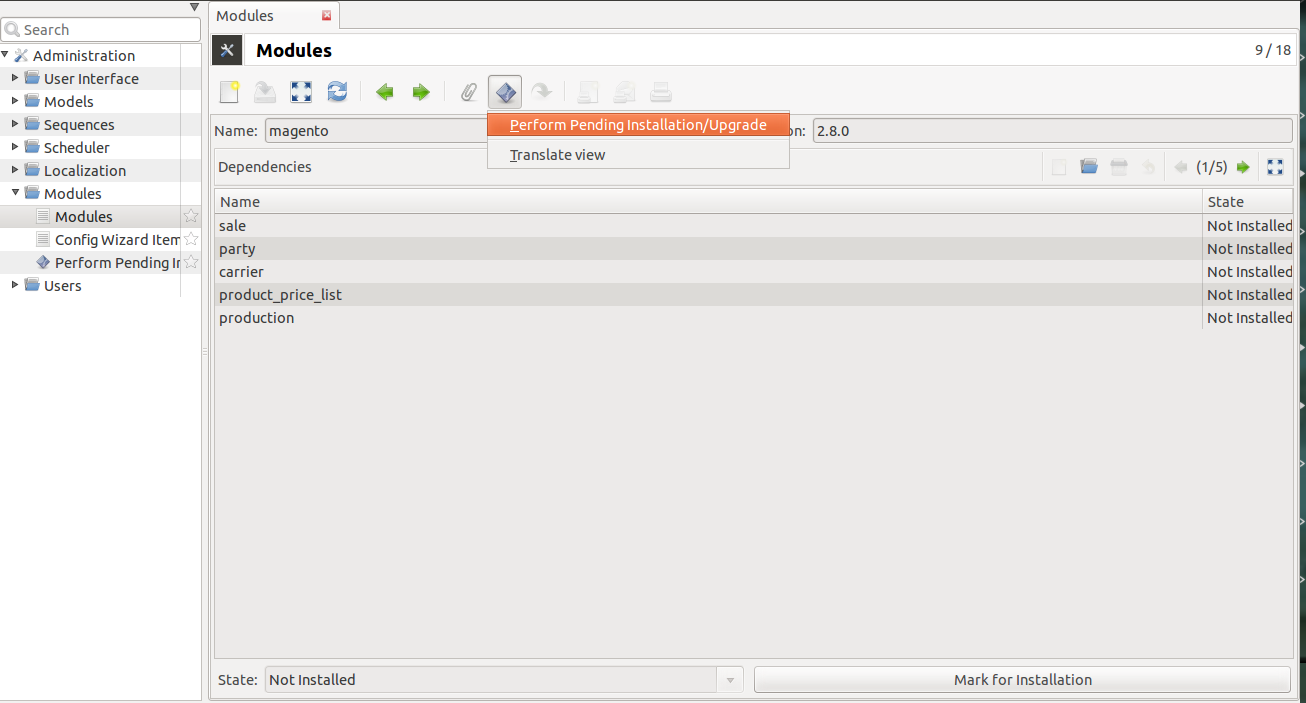 Modules
Search
Administration
User Interface
Models
Sequences
Scheduler
Localization
Modules
Modules
Config Wizard Item
Perform Pending In
Users
Modules
9 / 18
Name:
magento
on:
2.8.0
Perform Pending Installation/Upgrade
Translate view
Dependencies
(1/5)
Name
State
sale
Not Installed
party
Not Installed
carrier
Not Installed
product_price_list
Not Installed
production
Not Installed
State:
Not Installed
Mark for Installation